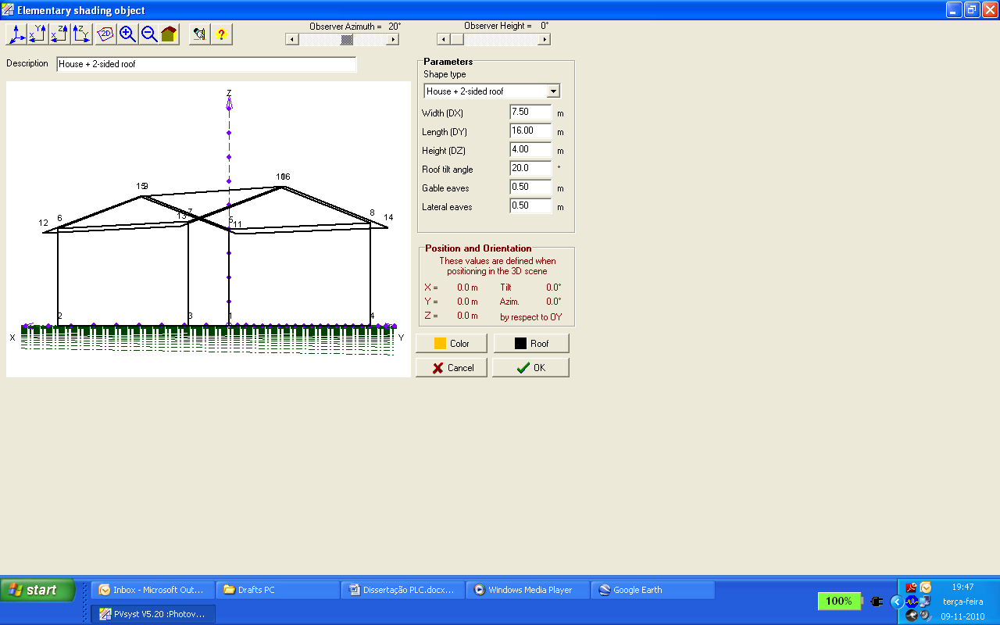 Elementary shading object
Observer Azimuth = 20°
Observer Height = 0°
Description House + 2-sided roof
Parameters
Shape type
House + 2-sided roof
Width (DX) 7.50 m
Length (DY) 16.00 m
Height (DZ) 4.00 m
Roof tilt angle 20.0 °
Gable eaves 0.50 m
Lateral eaves 0.50 m
Z
12 6
13 7
5 11
8 14
2 3 1 4
X Y
Position and Orientation
These values are defined when
positioning in the 3D scene
X = 0.0 m Tilt 0.0°
Y = 0.0 m Azim. 0.0°
Z = 0.0 m by respect to OY
Color Roof
Cancel OK
start
Inbox - Microsoft Out...
Drafts PC
Dissertação PLC.docx...
Windows Media Player
Google Earth
PVsyst V5.20 :Photov...
100%
19:47
terça-feira
09-11-2010